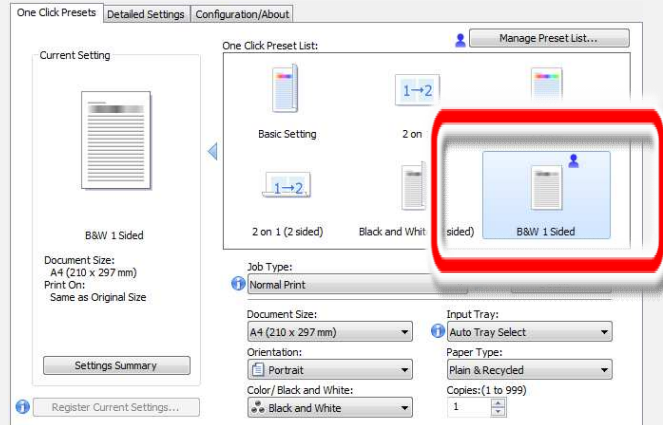 One Click Presets Detailed Settings Configuration/About
Current Setting
One Click Preset List:
Manage Preset List...
1→2
Basic Setting
2 on
1→2
B&W 1 Sided
2 on 1 (2 sided)
Black and Whit
sided)
B&W 1 Sided
Document Size:
A4 (210 x 297 mm)
Print On:
Same as Original Size
Settings Summary
Register Current Settings...
Job Type:
Normal Print
Document Size:
A4 (210 x 297 mm)
Input Tray:
Auto Tray Select
Orientation:
Portrait
Paper Type:
Plain & Recycled
Color/ Black and White:
Black and White
Copies:(1 to 999)
1